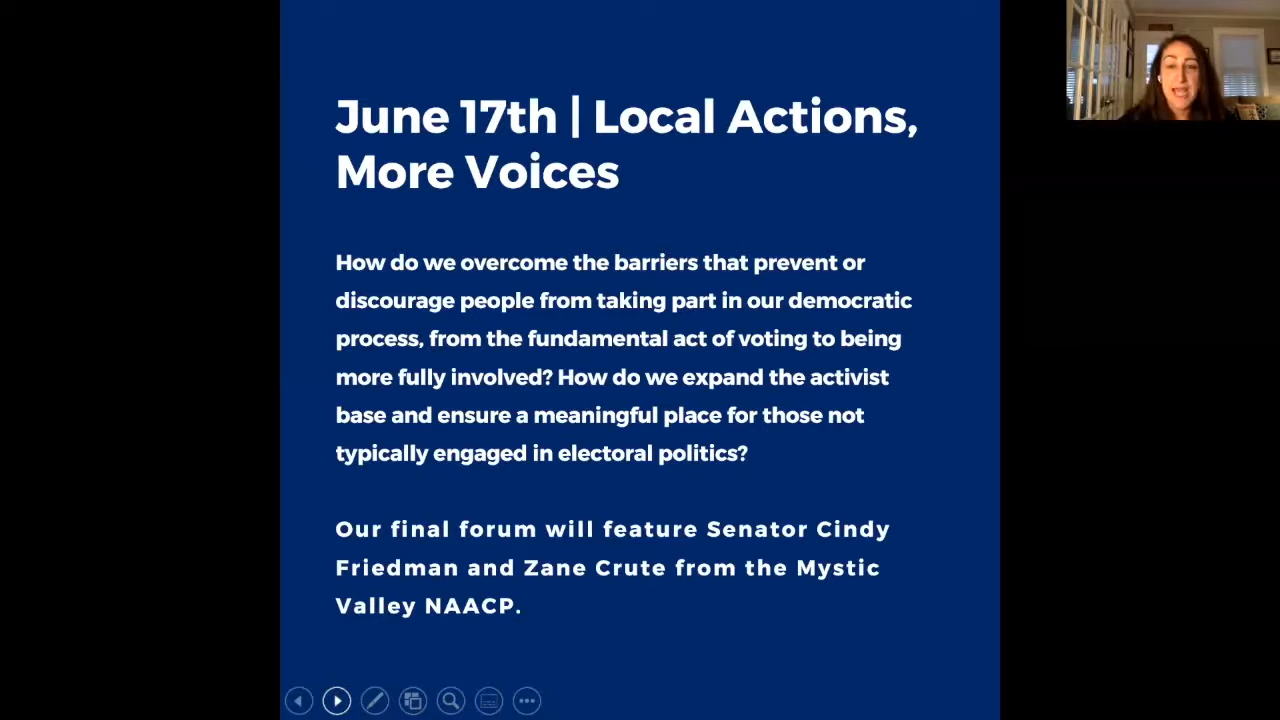 June 17th | Local Actions,
More Voices
How do we overcome the barriers that prevent or
discourage people from taking part in our democratic
process, from the fundamental act of voting to being
more fully involved? How do we expand the activist
base and ensure a meaningful place for those not
typically engaged in electoral politics?
Our final forum will feature Senator Cindy
Friedman and Zane Crute from the Mystic
Valley NAACP.